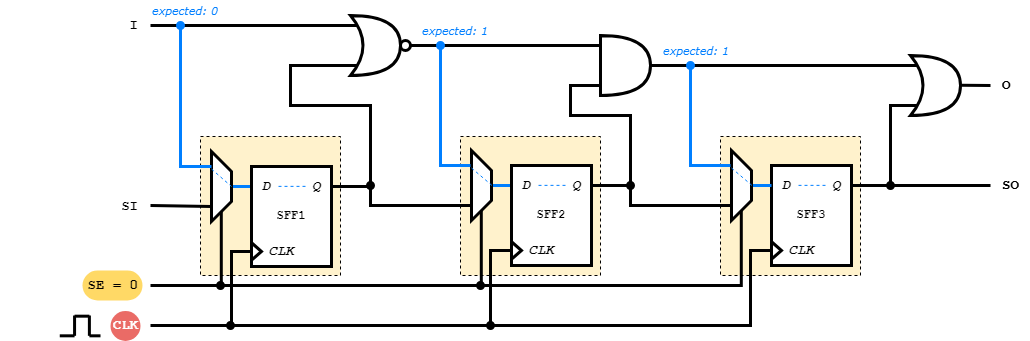 expected: 0
I
expected: 1
expected: 1
O
D Q
D Q
D Q
SO
SI
SFF1
SFF2
SFF3
CLK
CLK
CLK
SE = 0
CLK